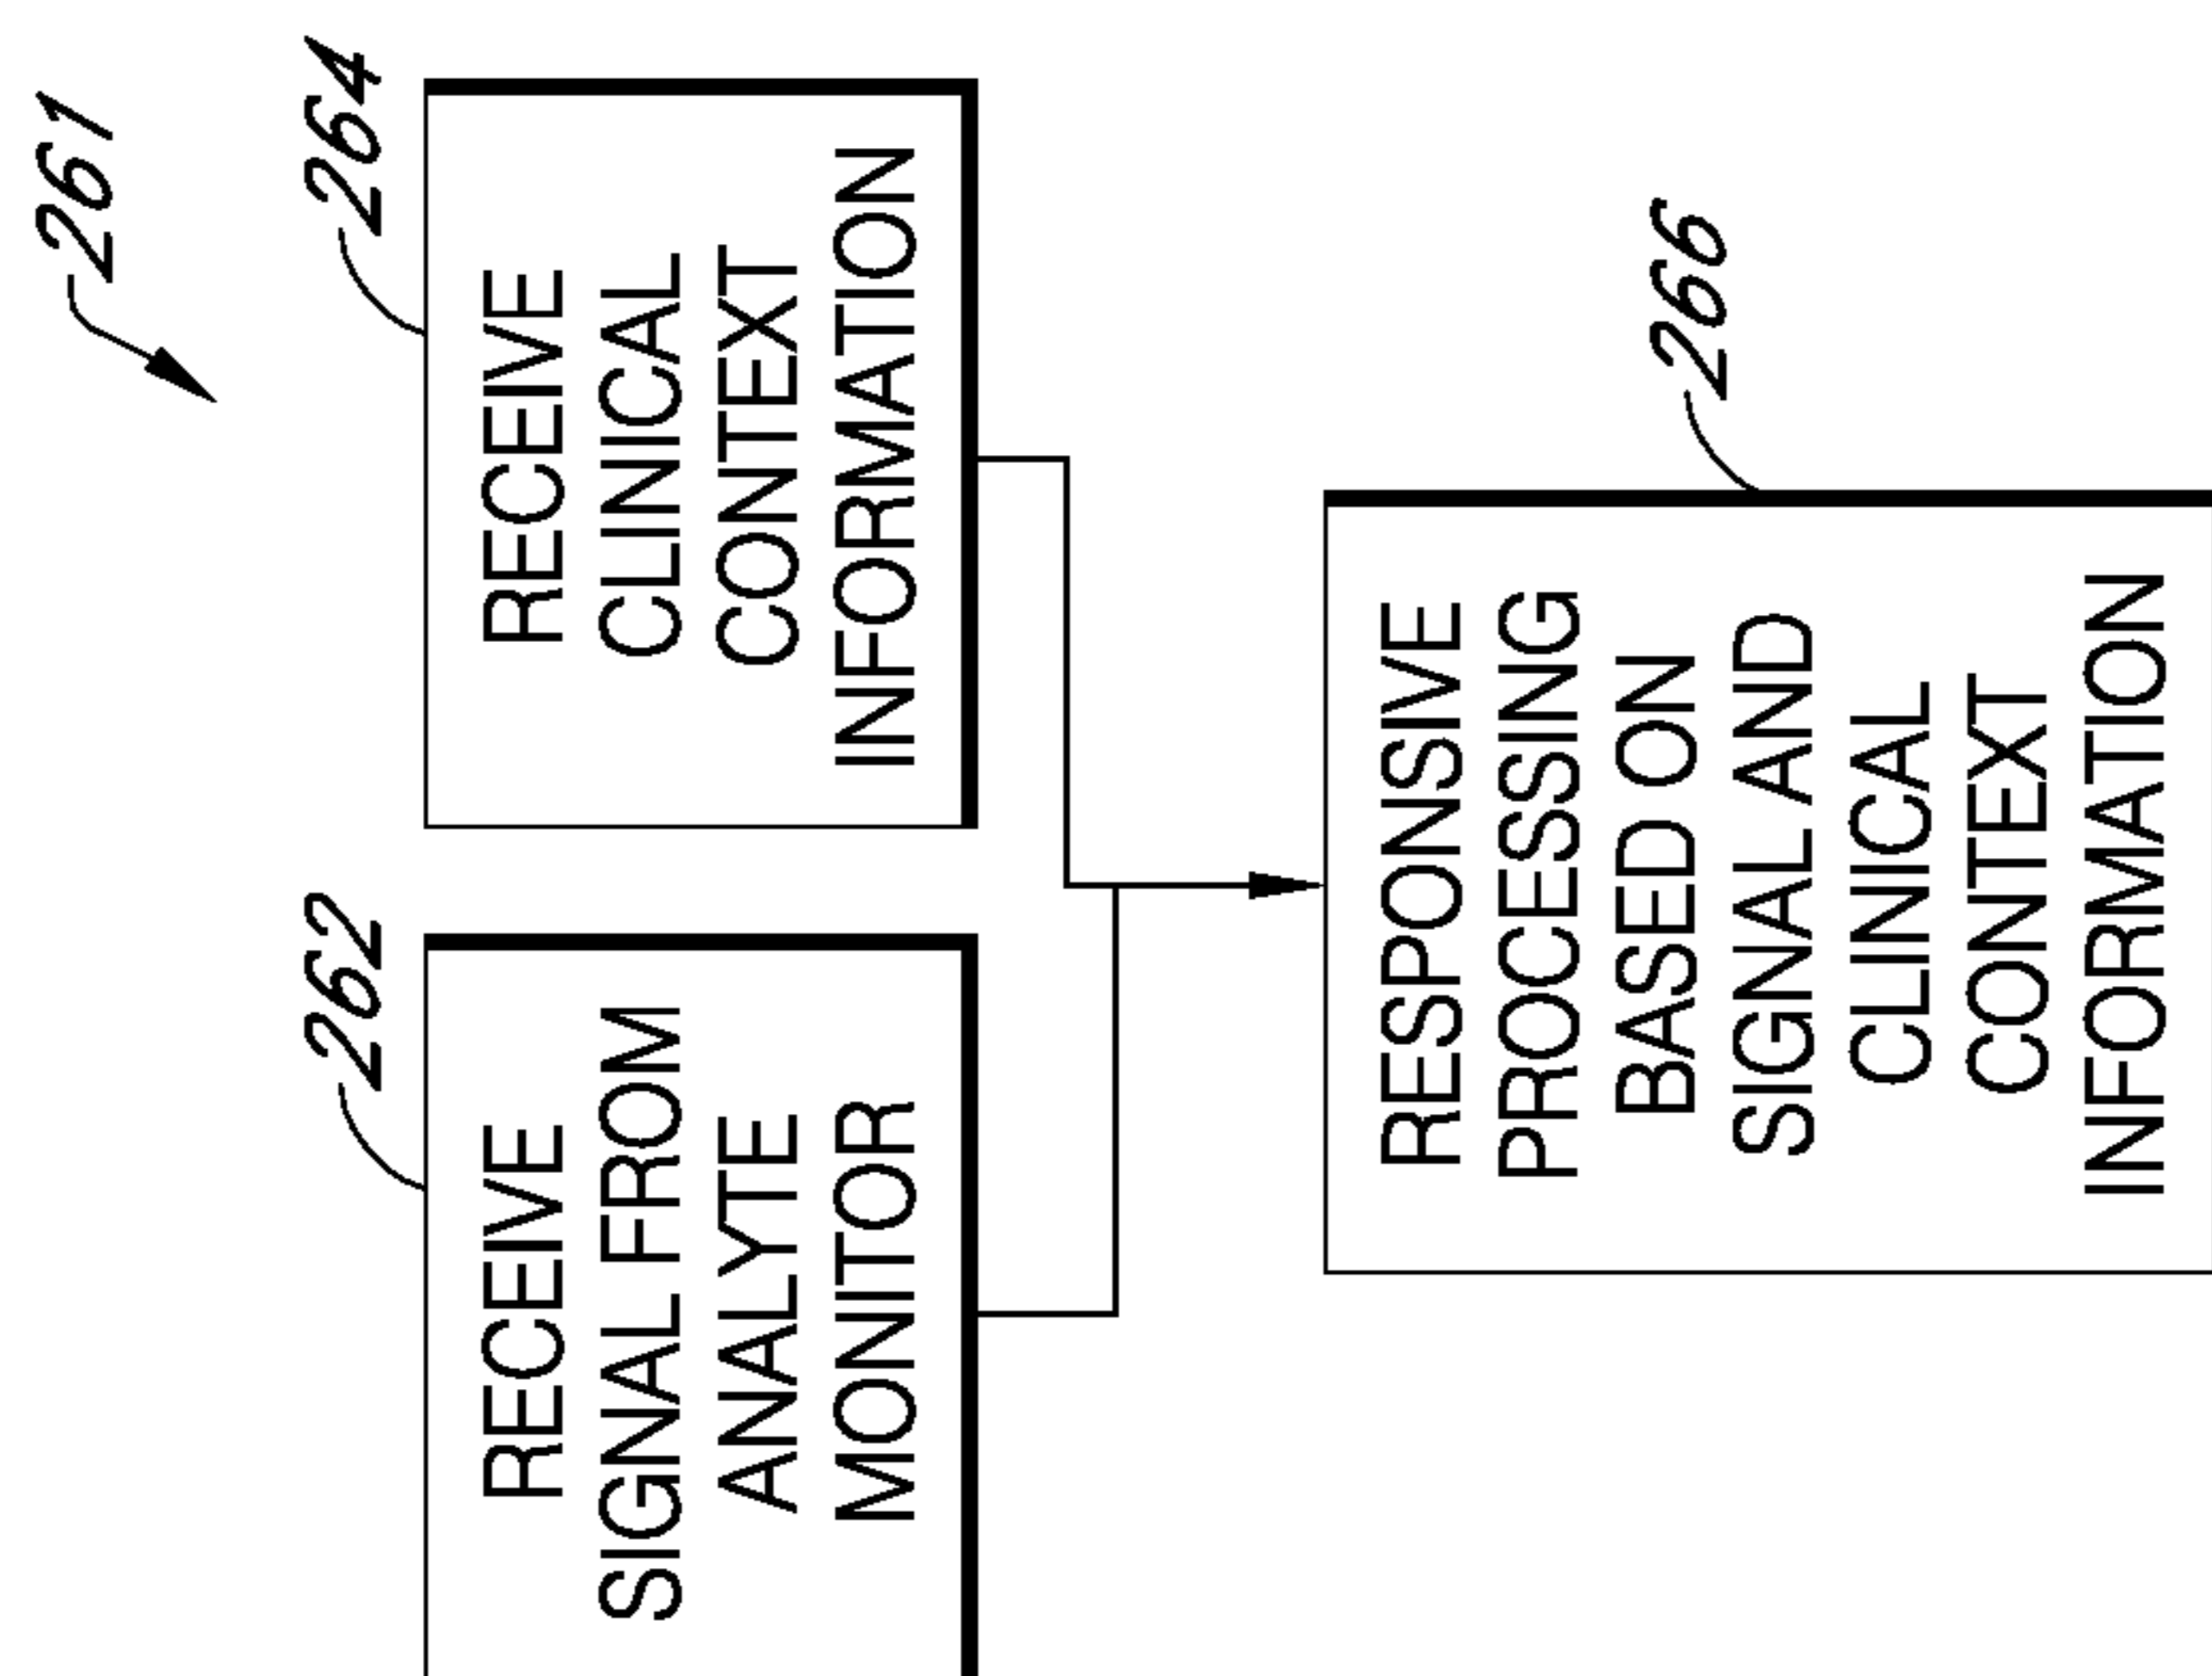 261
262
RECEIVE
SIGNAL FROM
ANALYTE
MONITOR
264
RECEIVE
CLINICAL
CONTEXT
INFORMATION
266
RESPONSIVE
PROCESSING
BASED ON
SIGNAL AND
CLINICAL
CONTEXT
INFORMATION